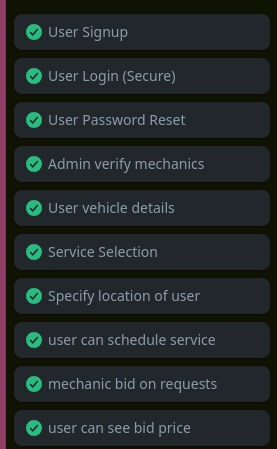 User Signup
User Login (Secure)
User Password Reset
Admin verify mechanics
User vehicle details
Service Selection
Specify location of user
user can schedule service
mechanic bid on requests
user can see bid price